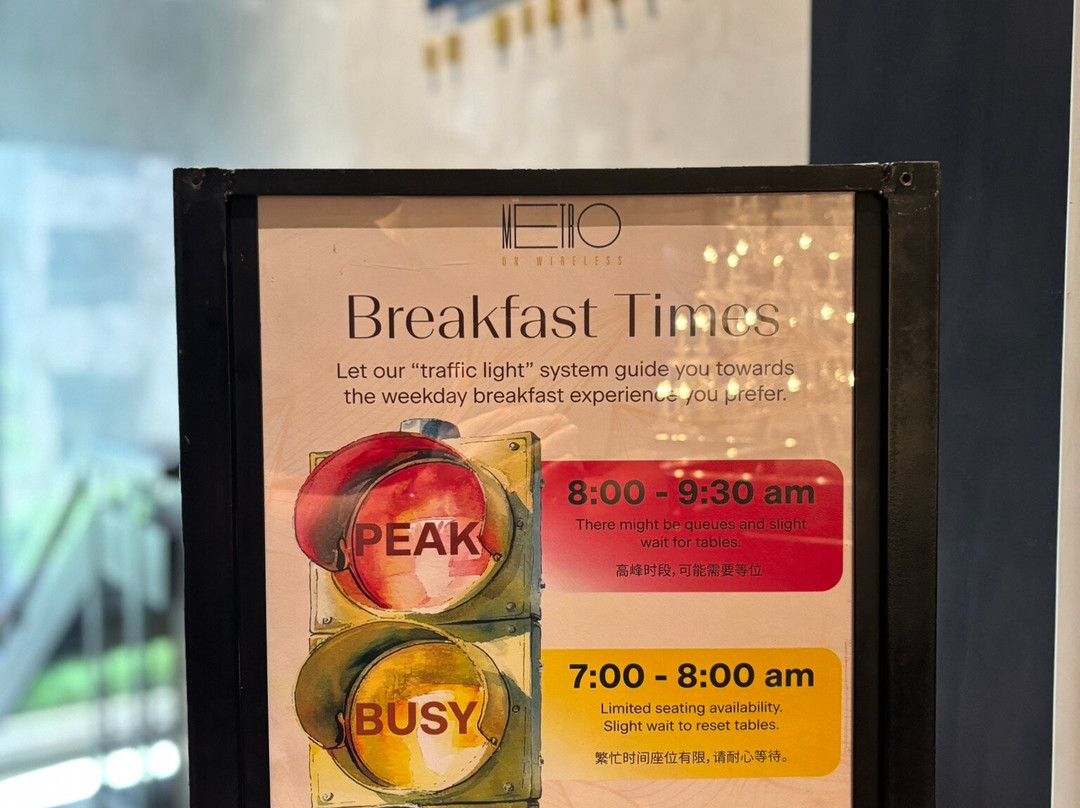 METRO
ON WIRELESS
Breakfast Times
Let our “traffic light” system guide you towards
the weekday breakfast experience you prefer.
PEAK
8:00 - 9:30 am
There might be queues and slight
wait for tables.
高峰时段, 可能需要等位
BUSY
7:00 - 8:00 am
Limited seating availability.
Slight wait to reset tables.
繁忙时间座位有限, 请耐心等待。